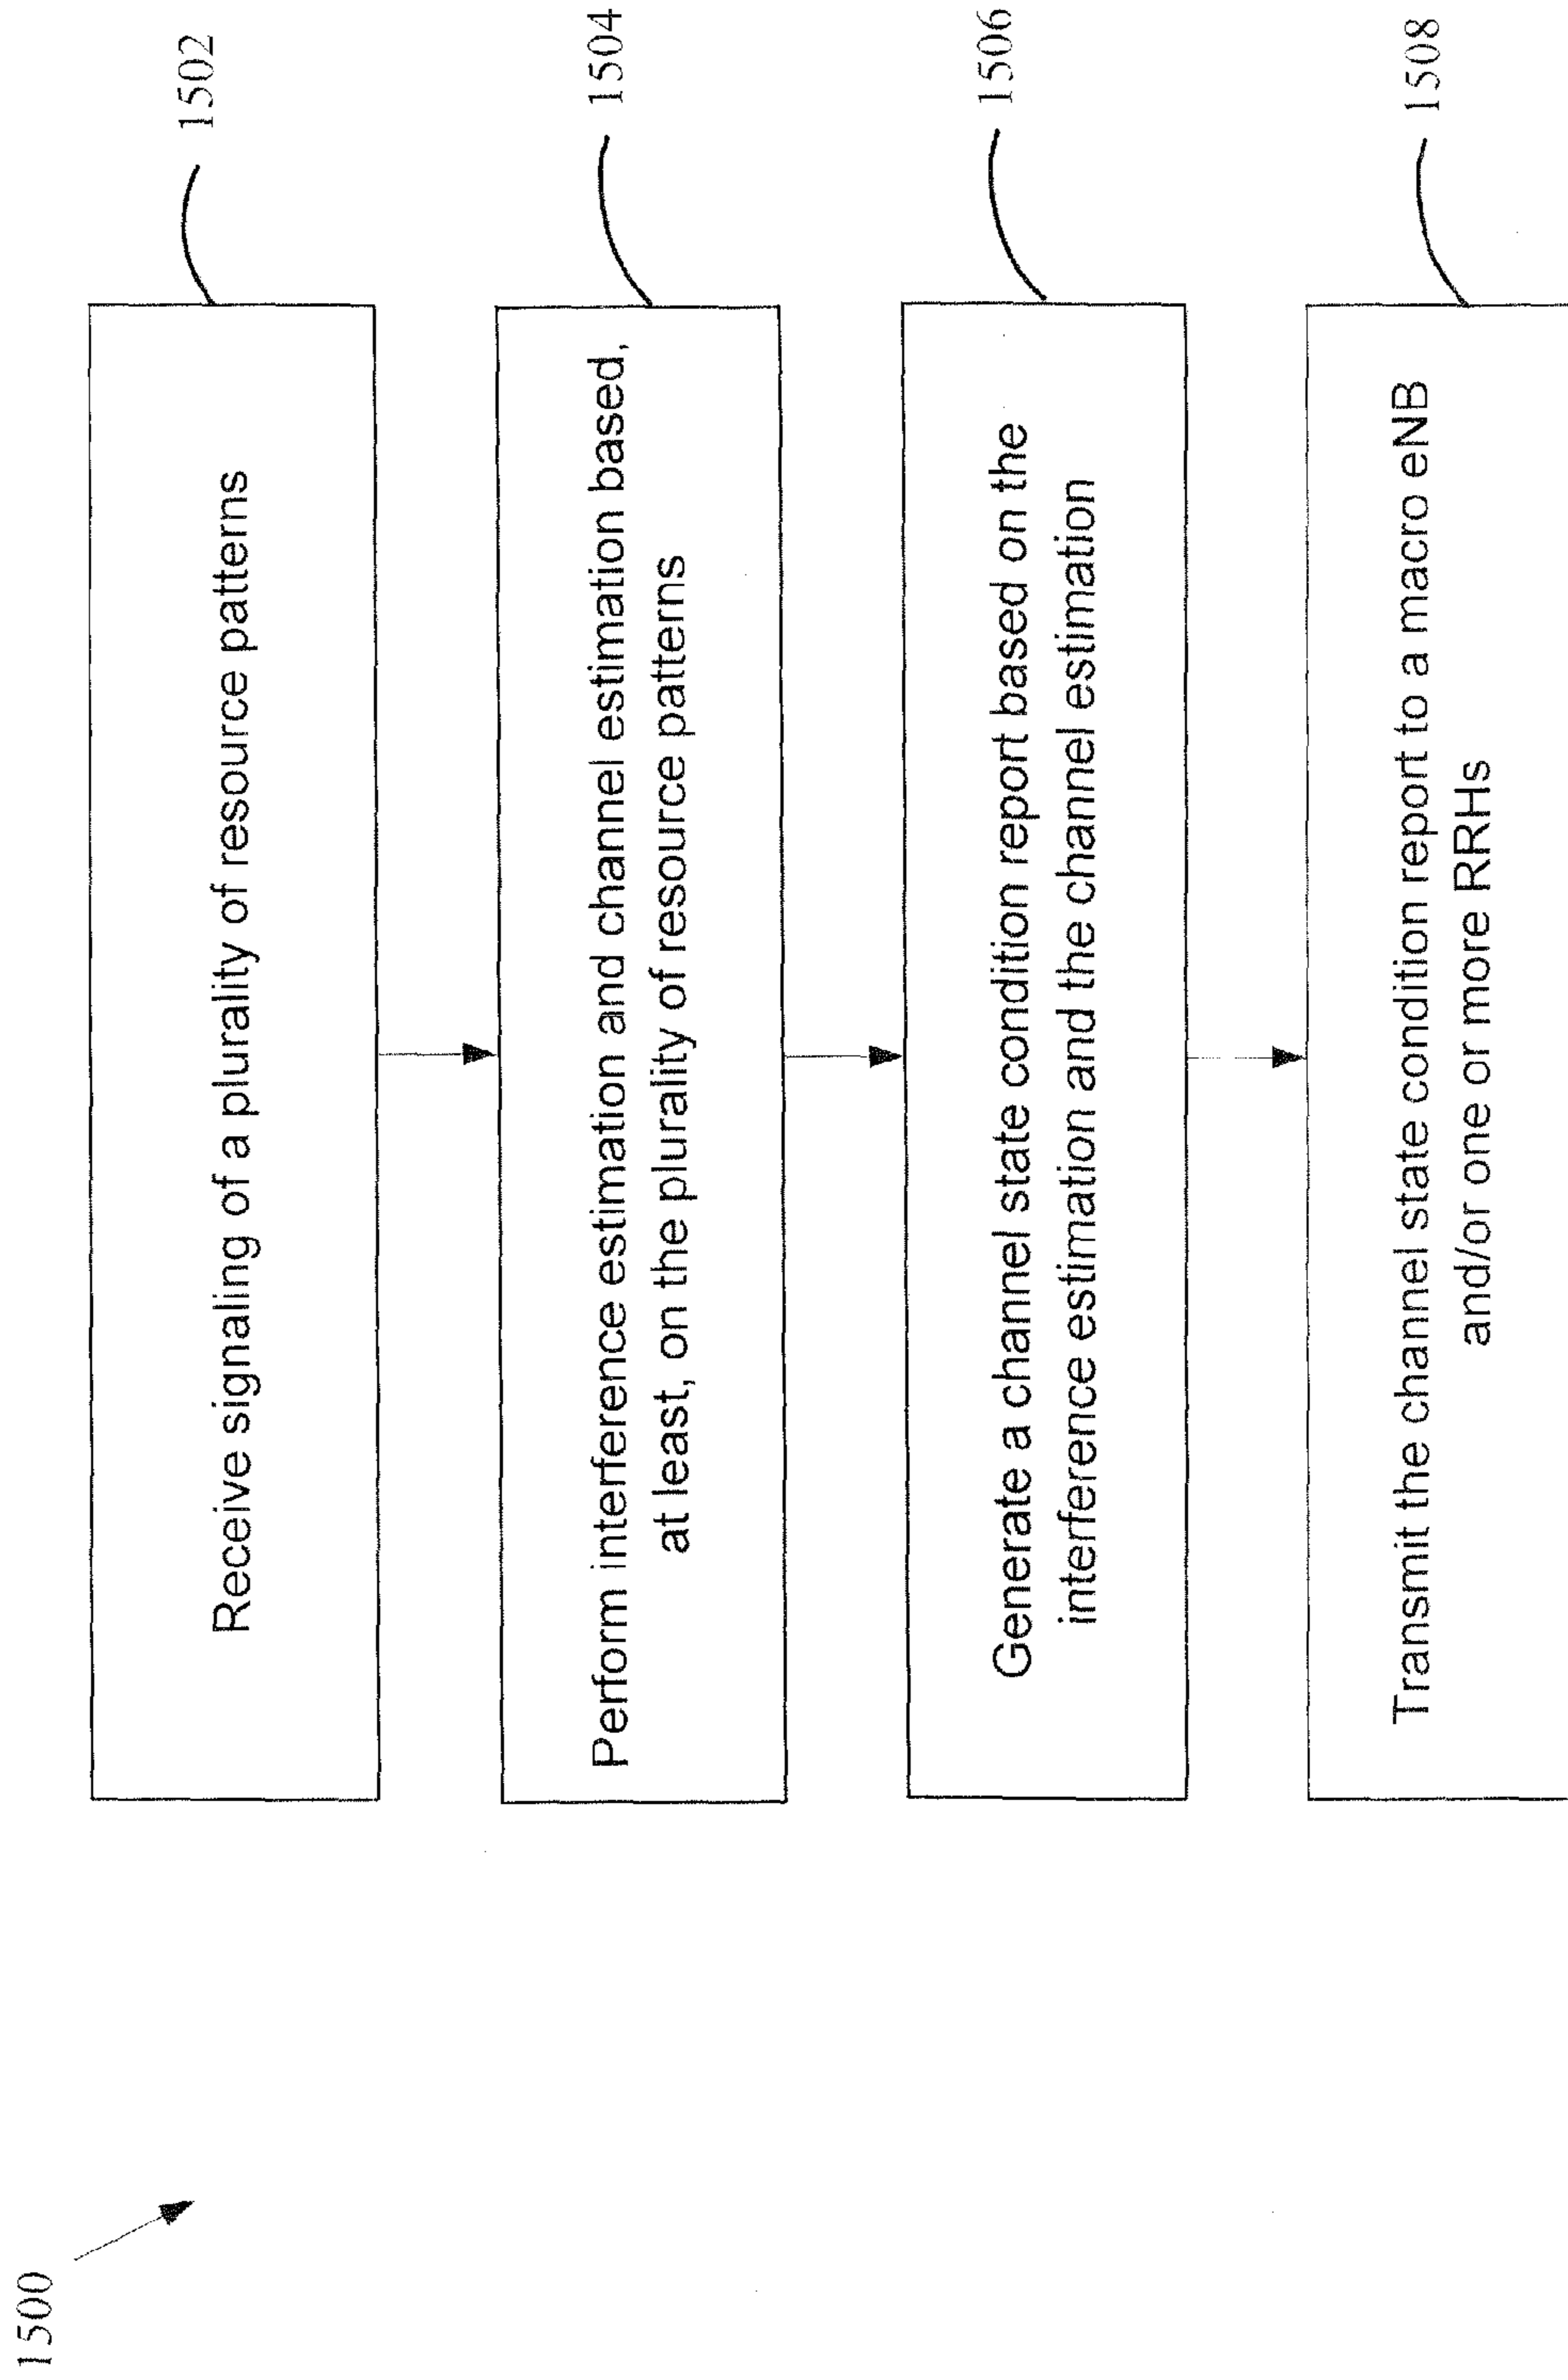 1500
Receive signaling of a plurality of resource patterns
1502
Perform interference estimation and channel estimation based,
at least, on the plurality of resource patterns
1504
Generate a channel state condition report based on the
interference estimation and the channel estimation
1506
Transmit the channel state condition report to a macro eNB
and/or one or more RRHs
1508